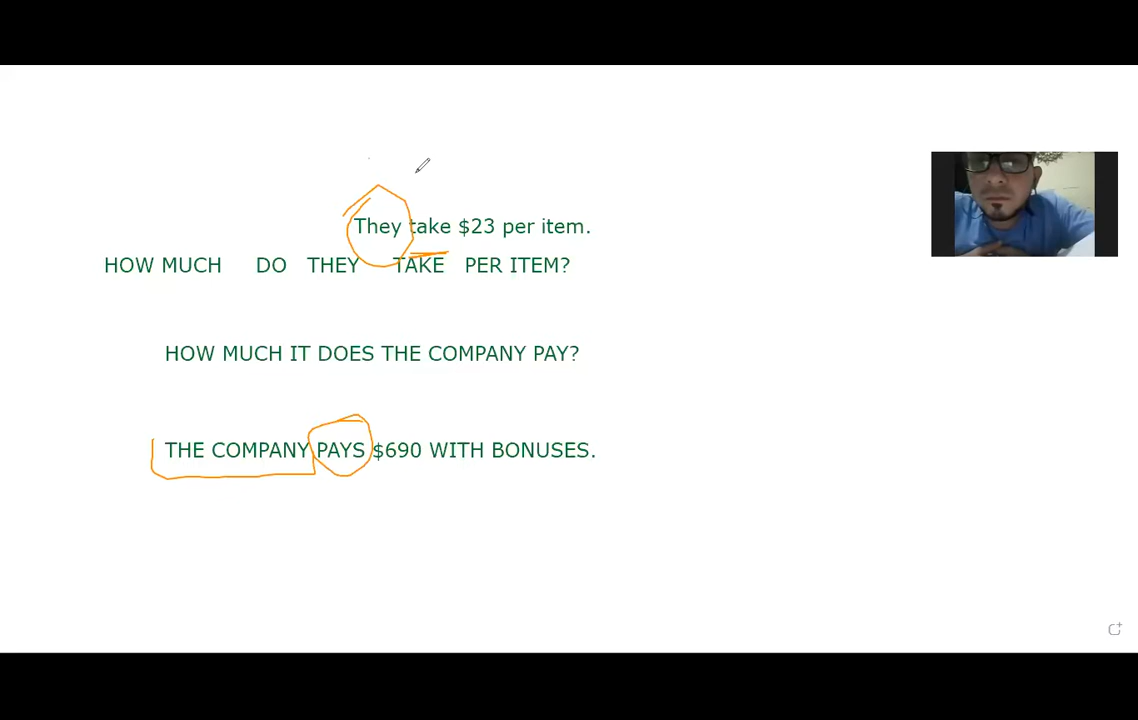 They take $23 per item.
HOW MUCH DO THEY TAKE PER ITEM?
HOW MUCH IT DOES THE COMPANY PAY?
THE COMPANY PAYS $690 WITH BONUSES.